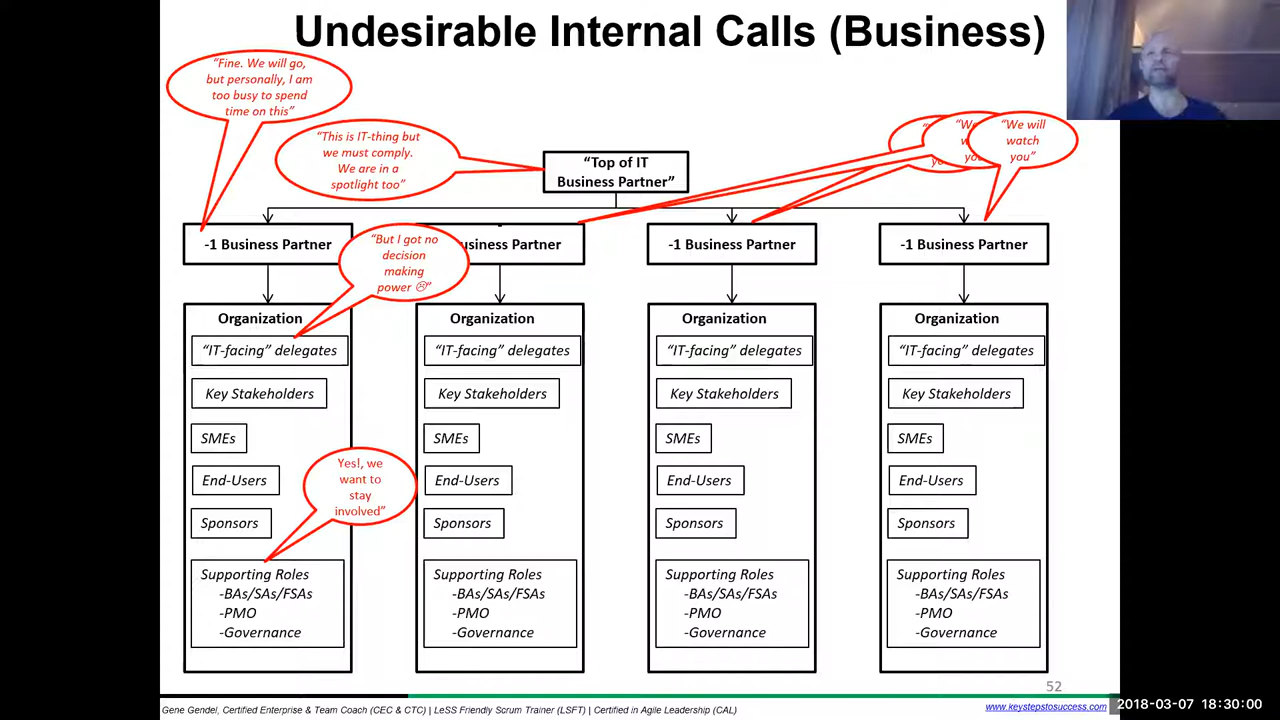 Undesirable Internal Calls (Business)
“Fine. We will go,
but personally, I am
too busy to spend
time on this”
“This is IT-thing but
we must comply.
We are in a
spotlight too”
“Top of IT
Business Partner”
“We will
watch
you”
-1 Business Partner
“But I got no
decision
making
power ☹”
-1 Business Partner
-1 Business Partner
Organization
“IT-facing” delegates
Key Stakeholders
SMEs
End-Users
Sponsors
Yes!, we
want to
stay
involved”
Supporting Roles
-BAs/SAs/FSAs
-PMO
-Governance
Organization
“IT-facing” delegates
Key Stakeholders
SMEs
End-Users
Sponsors
Supporting Roles
-BAs/SAs/FSAs
-PMO
-Governance
Organization
“IT-facing” delegates
Key Stakeholders
SMEs
End-Users
Sponsors
Supporting Roles
-BAs/SAs/FSAs
-PMO
-Governance
Organization
“IT-facing” delegates
Key Stakeholders
SMEs
End-Users
Sponsors
Supporting Roles
-BAs/SAs/FSAs
-PMO
-Governance
52
Gene Gendel, Certified Enterprise & Team Coach (CEC & CTC) | LeSS Friendly Scrum Trainer (LSFT) | Certified in Agile Leadership (CAL)
www.keystepstosuccess.com
2018-03-07 18:30:00